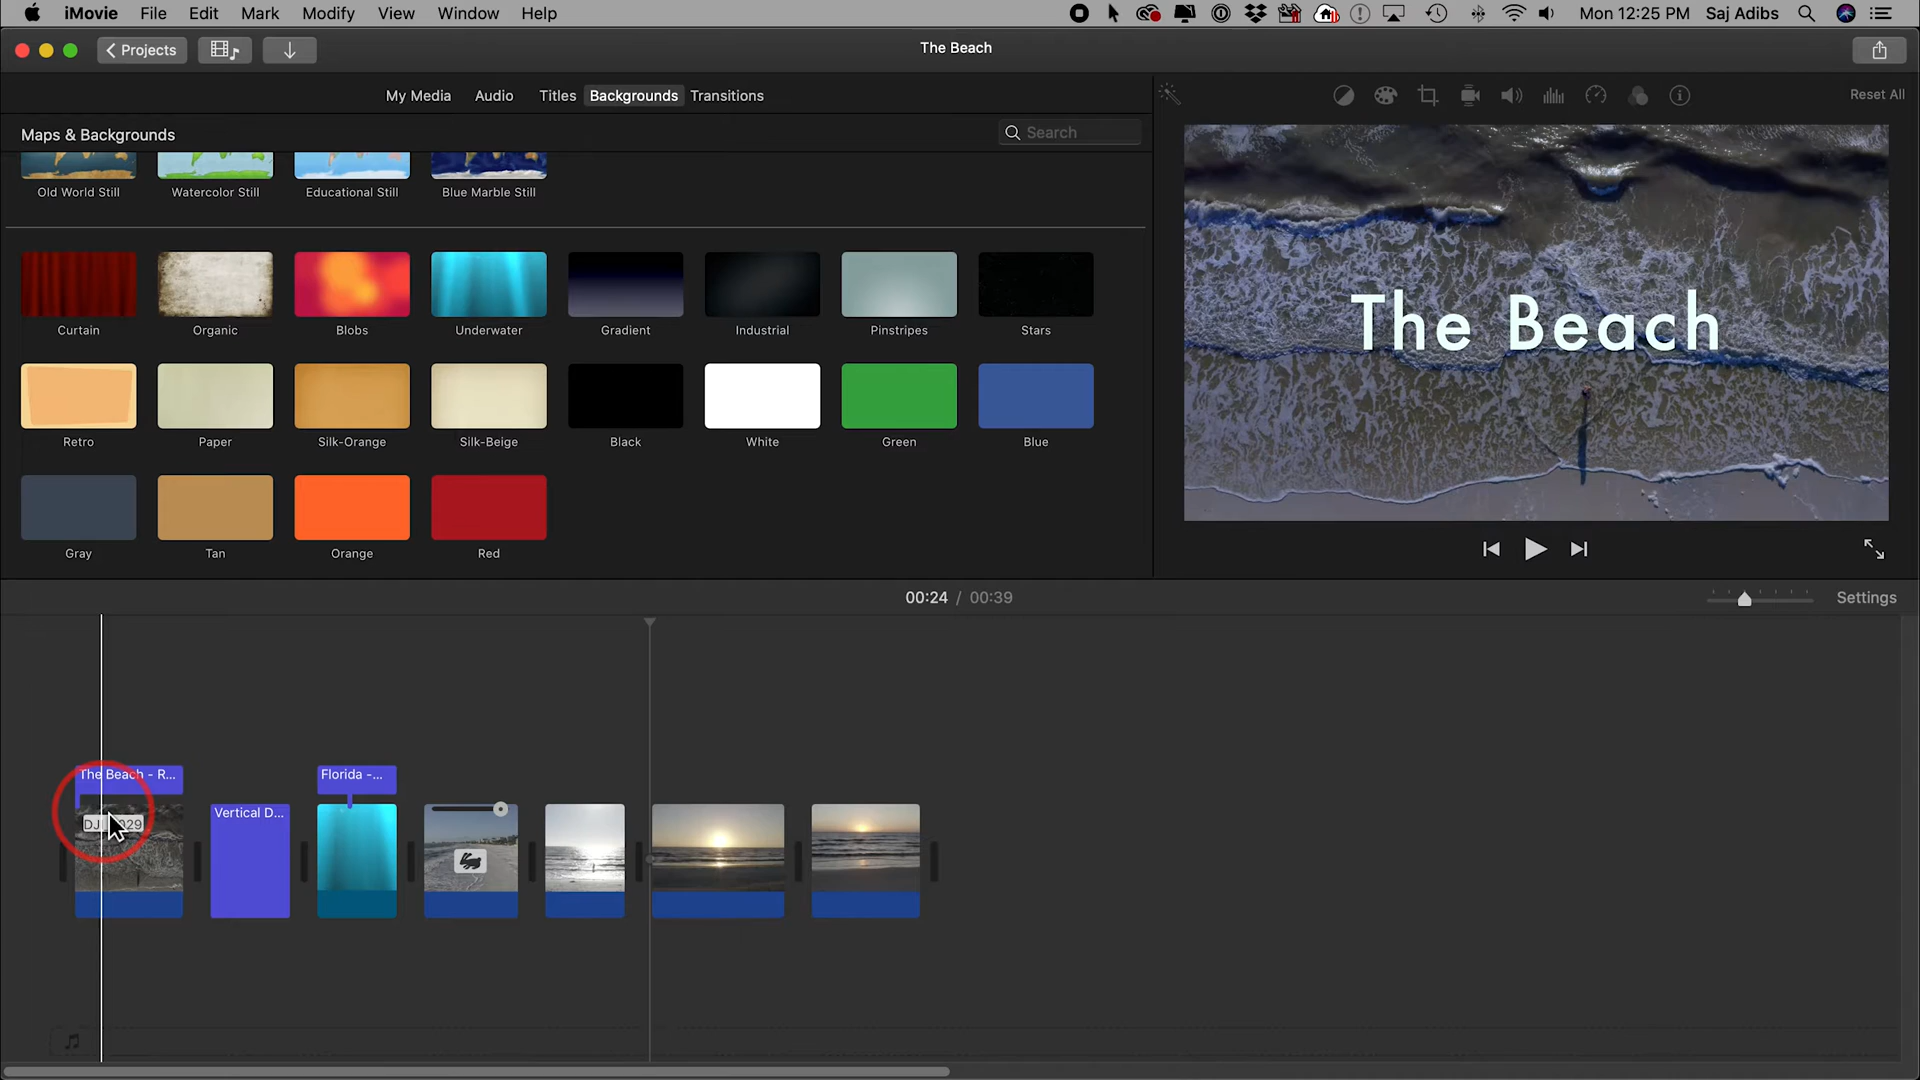 iMovie File Edit Mark Modify View Window Help
Mon 12:25 PM Saj Adibs
Projects
The Beach
My Media Audio Titles Backgrounds Transitions
Reset All
Maps & Backgrounds
Search
Old World Still Watercolor Still Educational Still Blue Marble Still
Curtain Organic Blobs Underwater Gradient Industrial Pinstripes Stars
The Beach
Retro Paper Silk-Orange Silk-Beige Black White Green Blue
Gray Tan Orange Red
00:24 / 00:39
Settings
The Beach - R...
Florida -...
Vertical D...